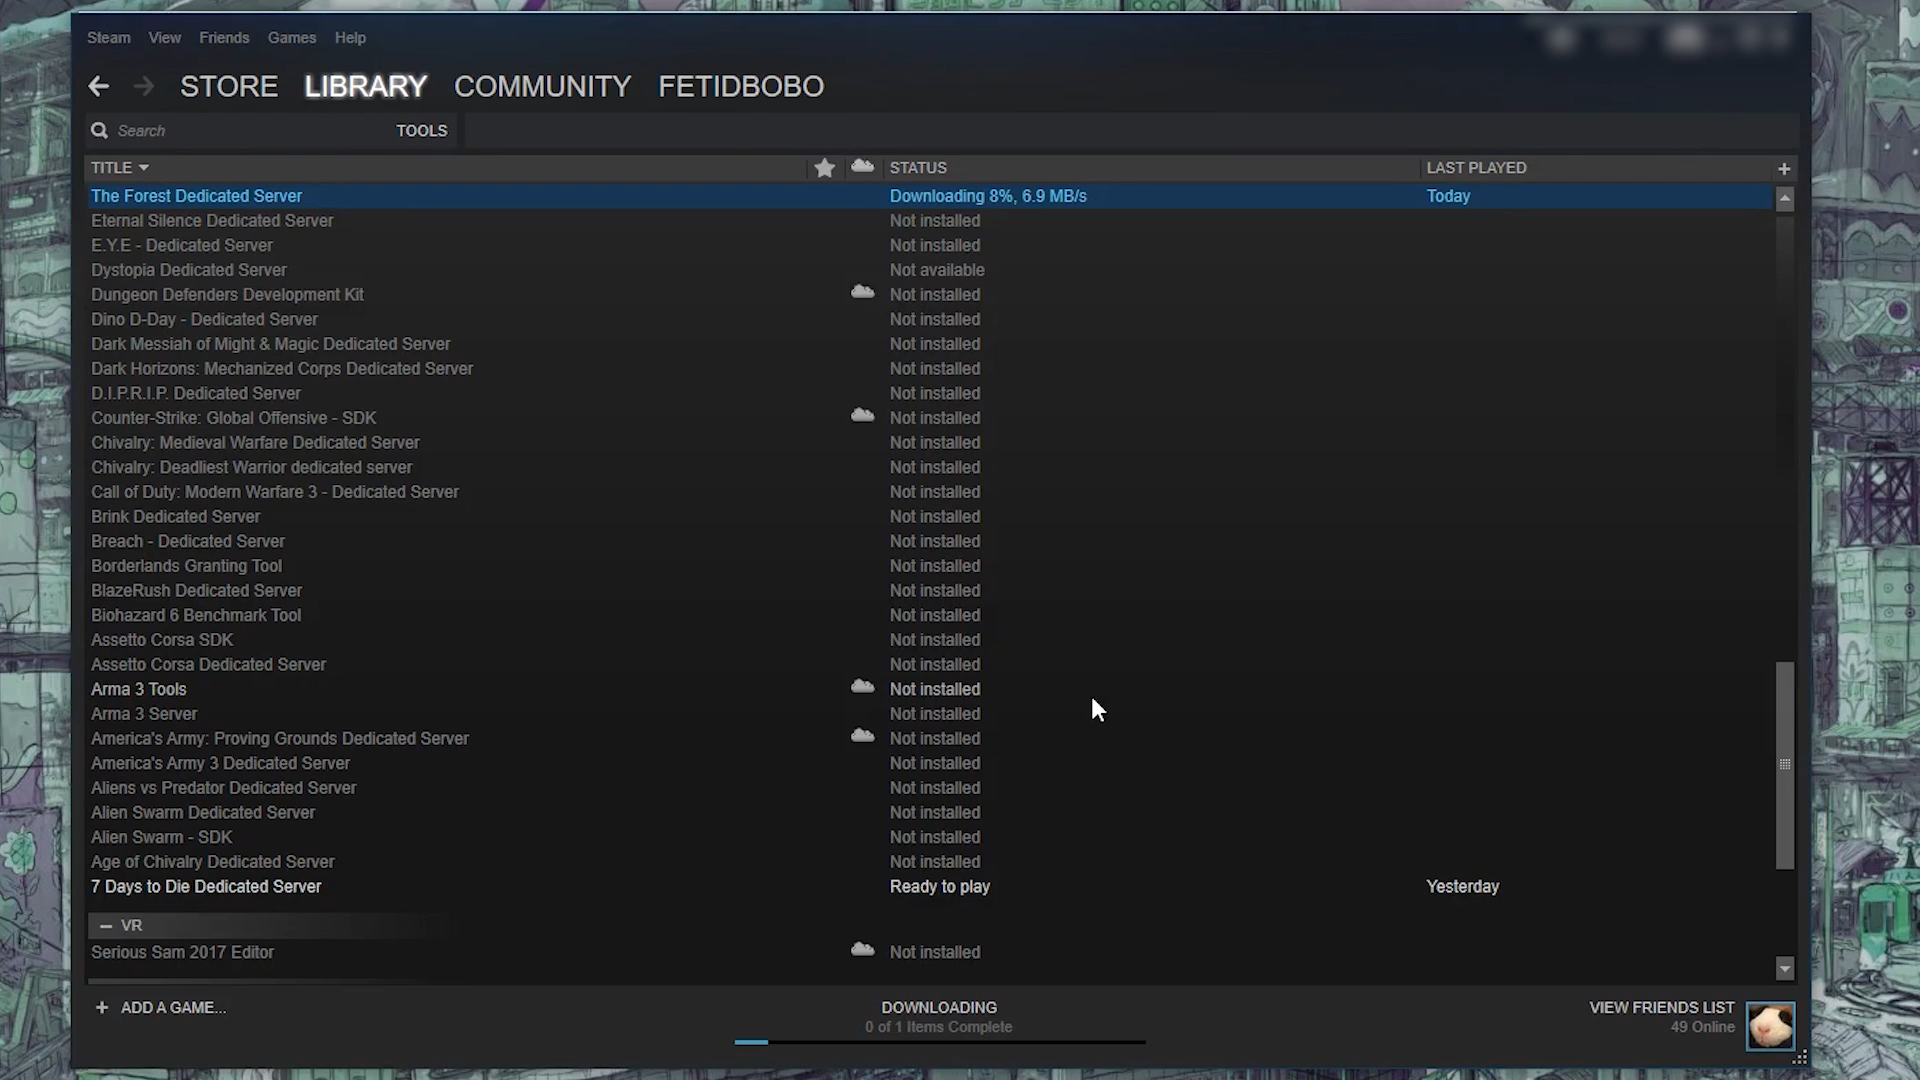 Steam View Friends Games Help
STORE LIBRARY COMMUNITY FETIDBOBO
Search TOOLS
TITLE STATUS LAST PLAYED
The Forest Dedicated Server Downloading 8%, 6.9 MB/s Today
Eternal Silence Dedicated Server Not installed
E.Y.E - Dedicated Server Not installed
Dystopia Dedicated Server Not available
Dungeon Defenders Development Kit Not installed
Dino D-Day - Dedicated Server Not installed
Dark Messiah of Might & Magic Dedicated Server Not installed
Dark Horizons: Mechanized Corps Dedicated Server Not installed
D.I.P.R.I.P. Dedicated Server Not installed
Counter-Strike: Global Offensive - SDK Not installed
Chivalry: Medieval Warfare Dedicated Server Not installed
Chivalry: Deadliest Warrior dedicated server Not installed
Call of Duty: Modern Warfare 3 - Dedicated Server Not installed
Brink Dedicated Server Not installed
Breach - Dedicated Server Not installed
Borderlands Granting Tool Not installed
BlazeRush Dedicated Server Not installed
Biohazard 6 Benchmark Tool Not installed
Assetto Corsa SDK Not installed
Assetto Corsa Dedicated Server Not installed
Arma 3 Tools Not installed
Arma 3 Server Not installed
America's Army: Proving Grounds Dedicated Server Not installed
America's Army 3 Dedicated Server Not installed
Aliens vs Predator Dedicated Server Not installed
Alien Swarm Dedicated Server Not installed
Alien Swarm - SDK Not installed
Age of Chivalry Dedicated Server Not installed
7 Days to Die Dedicated Server Ready to play Yesterday
– VR
Serious Sam 2017 Editor Not installed
+ ADD A GAME... DOWNLOADING VIEW FRIENDS LIST
0 of 1 Items Complete 49 Online